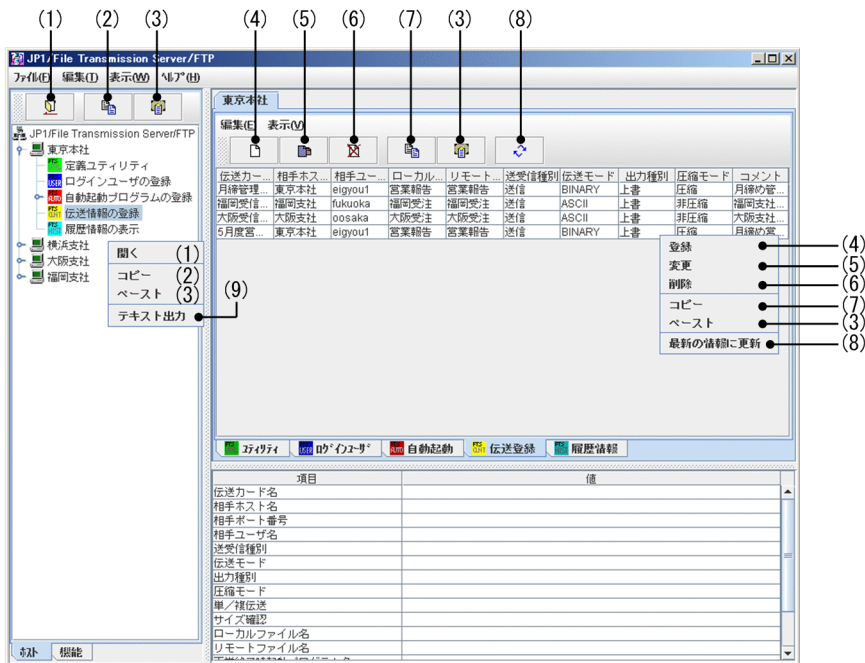 (1) (2) (3) (4) (5) (6) (7) (3) (8)
JP1/File Transmission Server/FTP
ファイル(F) 編集(T) 表示(W) ヘルプ(H)
JP1/File Transmission Server/FTP
東京本社
定義ユティリティ
ログインユーザの登録
自動起動プログラムの登録
伝送情報の登録
履歴情報の表示
横浜支社
大阪支社
福岡支社
開く (1)
コピー (2)
ペースト (3)
テキスト出力 (9)
ホスト 機能
東京本社
編集(E) 表示(V)
伝送カー... 相手ホス... 相手ユー... ローカル... リモート... 送受信種別 伝送モード 出力種別 圧縮モード コメント
月締管理... 東京本社 eigyou1 営業報告 営業報告 送信 BINARY 上書 圧縮 月締め管...
福岡受信... 福岡支社 fukuoka 福岡受注 福岡受注 送信 ASCII 上書 非圧縮 福岡支社...
大阪受信... 大阪支社 oosaka 大阪受注 大阪受注 送信 ASCII 上書 非圧縮 大阪支社...
5月度営... 東京本社 eigyou1 営業報告 営業報告 送信 BINARY 上書 圧縮 月締め営...
登録 (4)
変更 (5)
削除 (6)
コピー (7)
ペースト (3)
最新の情報に更新 (8)
ユティリティ ログインユーザ 自動起動 伝送登録 履歴情報
項目 値
伝送カード名
相手ホスト名
相手ポート番号
相手ユーザ名
送受信種別
伝送モード
出力種別
圧縮モード
単／複伝送
サイズ確認
ローカルファイル名
リモートファイル名